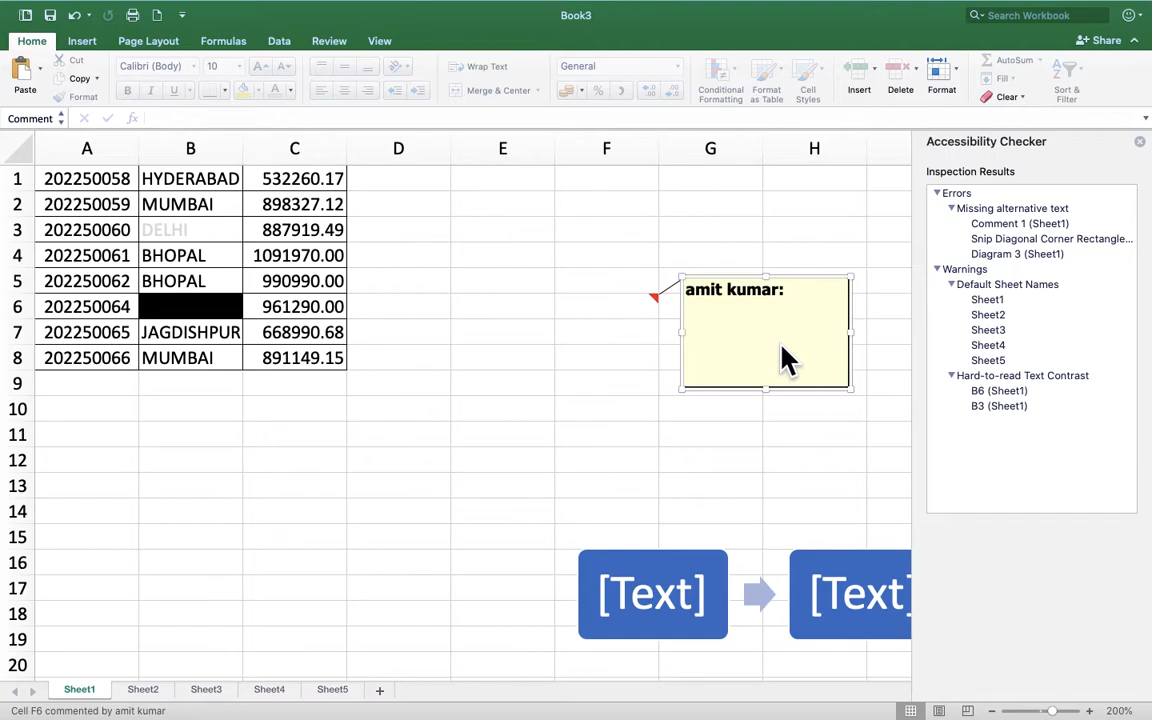 Book3
Search Workbook
Home Insert Page Layout Formulas Data Review View
Share
Paste
Cut
Copy
Format
Calibri (Body) 10
A A
B I U A
Wrap Text
Merge & Center
General
%
Conditional Formatting
Format as Table
Cell Styles
Insert
Delete
Format
AutoSum
Fill
Clear
Sort & Filter
Comment fx
A B C D E F G H
1 202250058 HYDERABAD 532260.17
2 202250059 MUMBAI 898327.12
3 202250060 DELHI 887919.49
4 202250061 BHOPAL 1091970.00
5 202250062 BHOPAL 990990.00
6 202250064 961290.00
7 202250065 JAGDISHPUR 668990.68
8 202250066 MUMBAI 891149.15
9
10
11
12
13
14
15
16
17
18
19
20
amit kumar:
[Text]
[Text]
Accessibility Checker
Inspection Results
Errors
Missing alternative text
Comment 1 (Sheet1)
Snip Diagonal Corner Rectangle...
Diagram 3 (Sheet1)
Warnings
Default Sheet Names
Sheet1
Sheet2
Sheet3
Sheet4
Sheet5
Hard-to-read Text Contrast
B6 (Sheet1)
B3 (Sheet1)
Sheet1 Sheet2 Sheet3 Sheet4 Sheet5 +
Cell F6 commented by amit kumar
200%